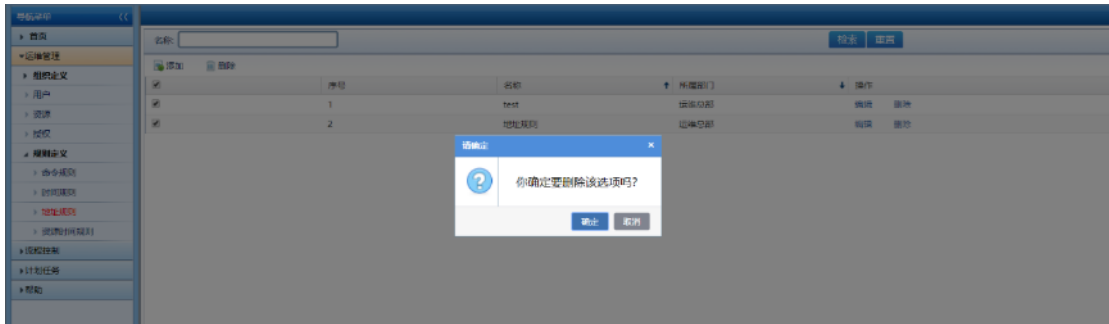 导航菜单
首页
运维管理
组织定义
用户
资源
授权
规则定义
命令规则
时间规则
地址规则
资源时间规则
流程控制
计划任务
帮助
名称: 检索 重置
添加 删除
序号 名称 所属部门 操作
1 test 运维总部 编辑 删除
2 地址规则 运维总部 编辑 删除
请确定
你确定要删除该选项吗?
确定 取消